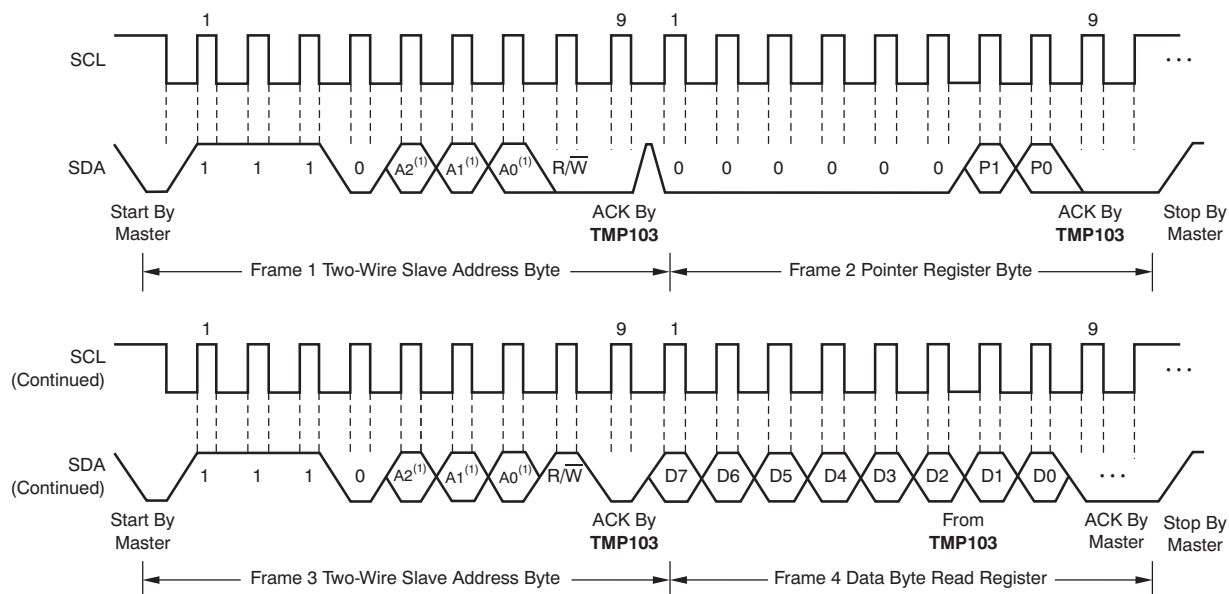 1 9 1 9
SCL
...
SDA
1 1 1 0 A2(1) A1(1) A0(1) R/W 0 0 0 0 0 0 P1 P0
Start By
Master
ACK By
TMP103
ACK By
TMP103
Stop By
Master
Frame 1 Two-Wire Slave Address Byte
Frame 2 Pointer Register Byte
1 9 1 9
SCL
(Continued)
...
SDA
(Continued)
1 1 1 0 A2(1) A1(1) A0(1) R/W D7 D6 D5 D4 D3 D2 D1 D0 ...
Start By
Master
ACK By
TMP103
From
TMP103
ACK By
Master
Stop By
Master
Frame 3 Two-Wire Slave Address Byte
Frame 4 Data Byte Read Register